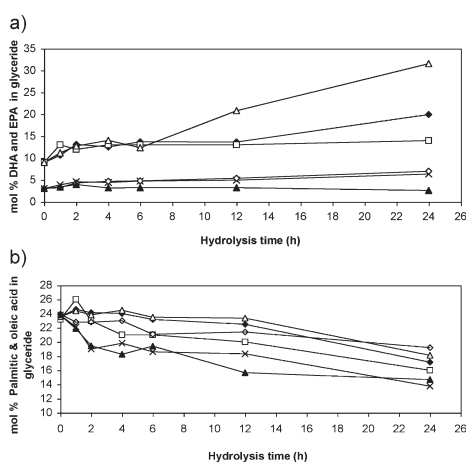 a)
mol % DHA and EPA in glyceride
35
30
25
20
15
10
5
0
0 2 4 6 8 10 12 14 16 18 20 22 24 26
Hydrolysis time (h)
b)
mol % Palmitic & oleic acid in
glyceride
28
26
24
22
20
18
16
14
12
10
0 2 4 6 8 10 12 14 16 18 20 22 24 26
Hydrolysis time (h)